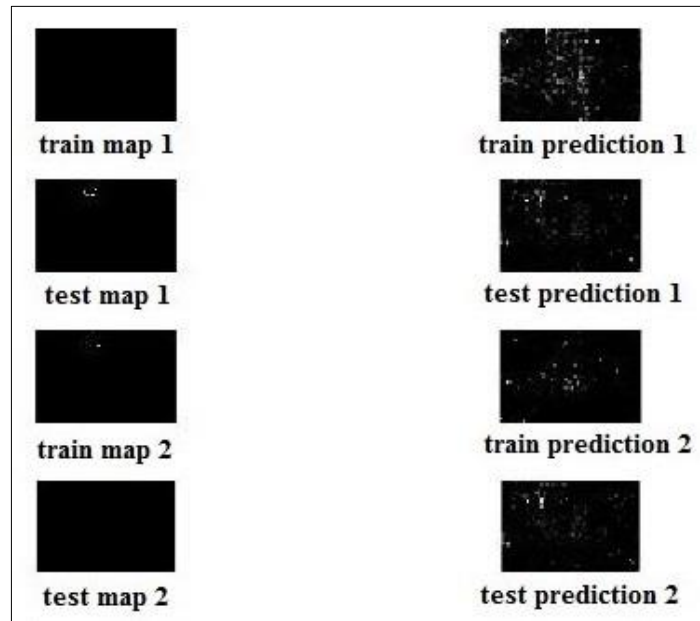 train map 1
train prediction 1
test map 1
test prediction 1
train map 2
train prediction 2
test map 2
test prediction 2